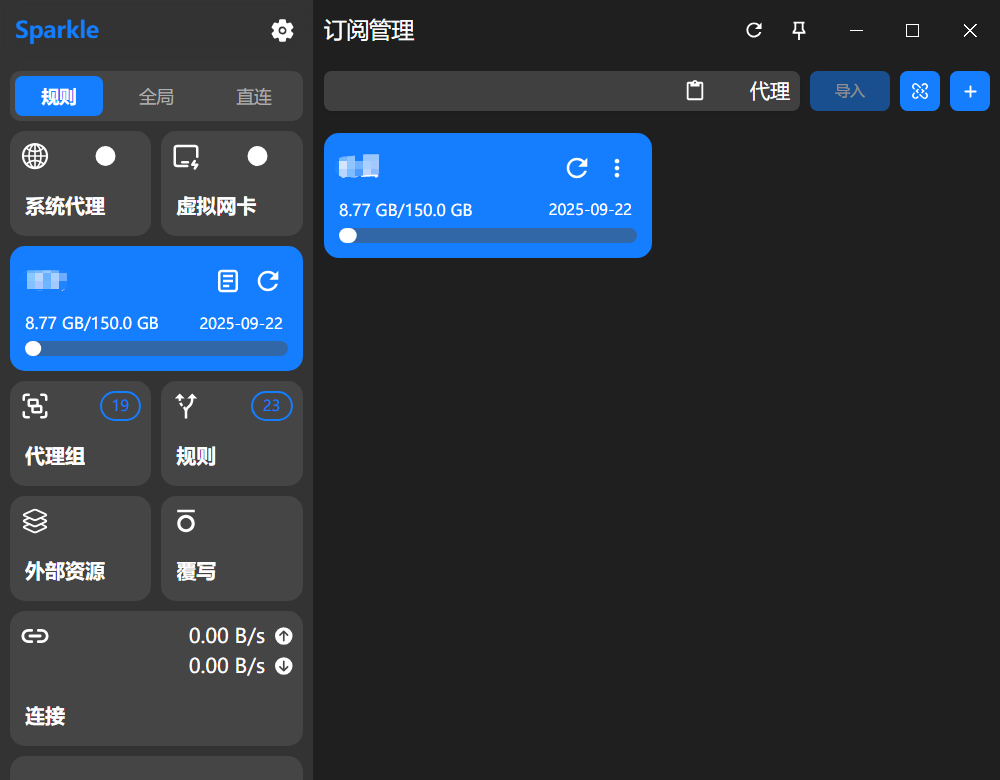 Sparkle
规则 全局 直连
系统代理 虚拟网卡
8.77 GB/150.0 GB 2025-09-22
19 23
代理组 规则
外部资源 覆写
0.00 B/s
0.00 B/s
连接
订阅管理
代理 导入
8.77 GB/150.0 GB 2025-09-22